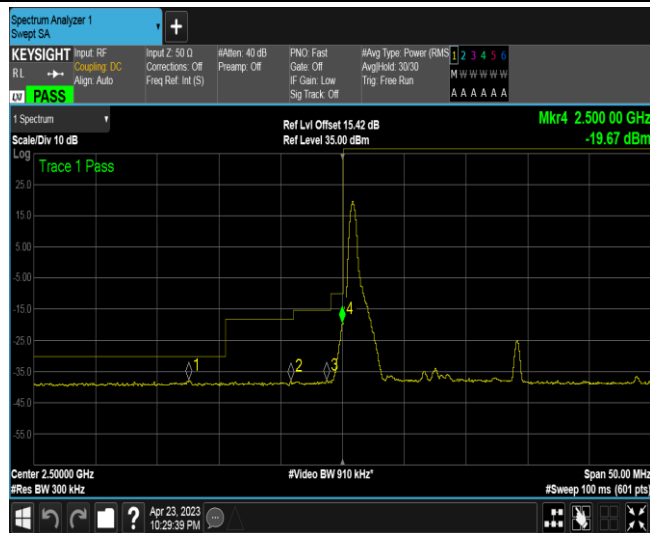 Spectrum Analyzer 1
Swept SA
KEYSIGHT
RL
LXI
PASS
Input: RF
Coupling: DC
Align: Auto
Input Z: 50 Ω
Corrections: Off
Freq Ref: Int (S)
#Atten: 40 dB
Preamp: Off
PNO: Fast
Gate: Off
IF Gain: Low
Sig Track: Off
#Avg Type: Power (RMS
Avg|Hold: 30/30
Trig: Free Run
1 2 3 4 5 6
M W W W W W
A A A A A A
1 Spectrum
Scale/Div 10 dB
Ref Lvl Offset 15.42 dB
Ref Level 35.00 dBm
Mkr4 2.500 00 GHz
-19.67 dBm
Log
Trace 1 Pass
25.0
15.0
5.00
-5.00
-15.0
-25.0
-35.0
-45.0
-55.0
1
2
3
4
Center 2.50000 GHz
#Res BW 300 kHz
#Video BW 910 kHz*
Span 50.00 MHz
#Sweep 100 ms (601 pts)
?
Apr 23, 2023
10:29:39 PM